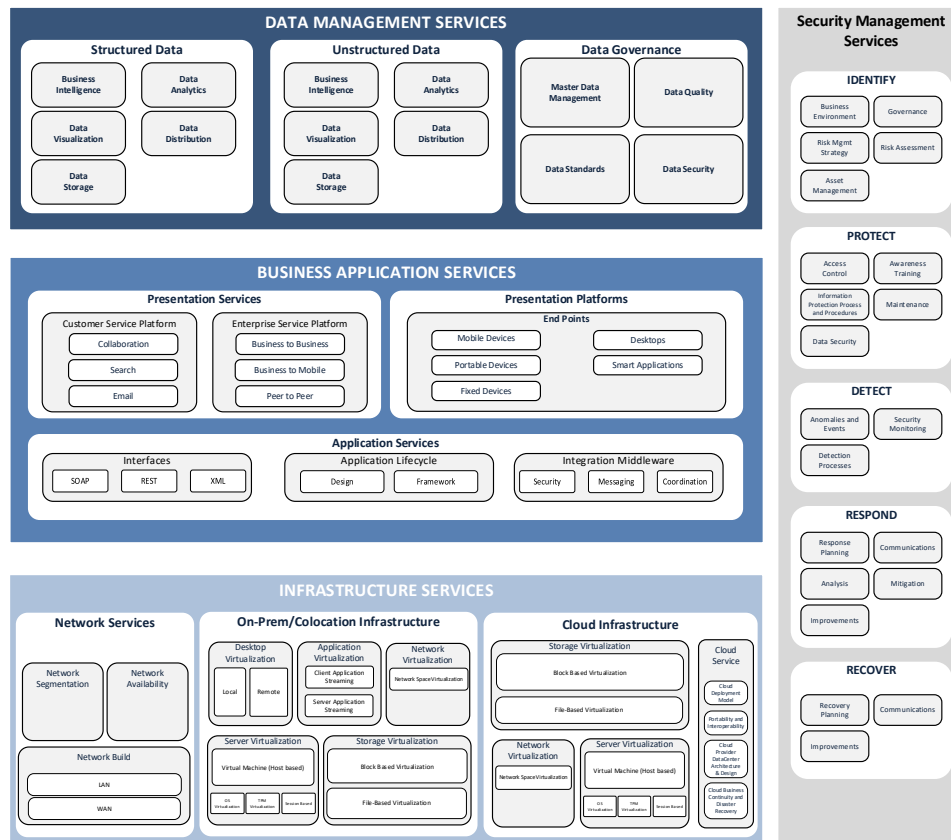 DATA MANAGEMENT SERVICES
Structured Data
Business
Intelligence
Data
Analytics
Data
Visualization
Data
Distribution
Data
Storage
Unstructured Data
Business
Intelligence
Data
Analytics
Data
Visualization
Data
Distribution
Data
Storage
Data Governance
Master Data
Management
Data Quality
Data Standards
Data Security
BUSINESS APPLICATION SERVICES
Presentation Services
Customer Service Platform
Collaboration
Search
Email
Enterprise Service Platform
Business to Business
Business to Mobile
Peer to Peer
Presentation Platforms
End Points
Mobile Devices
Desktops
Portable Devices
Smart Applications
Fixed Devices
Application Services
Interfaces
SOAP
REST
XML
Application Lifecycle
Design
Framework
Integration Middleware
Security
Messaging
Coordination
INFRASTRUCTURE SERVICES
Network Services
Network
Segmentation
Network
Availability
Network Build
LAN
WAN
On-Prem/Colocation Infrastructure
Desktop
Virtualization
Local
Remote
Application
Virtualization
Client Application
Streaming
Server Application
Streaming
Network
Virtualization
Network Space Virtualization
Server Virtualization
Virtual Machine (Host based)
OS
Virtualization
TRM
Virtualization
Session Based
Storage Virtualization
Block Based Virtualization
File-Based Virtualization
Cloud Infrastructure
Storage Virtualization
Block Based Virtualization
File-Based Virtualization
Network
Virtualization
Network Space Virtualization
Server Virtualization
Virtual Machine (Host based)
OS
Virtualization
TRM
Virtualization
Session Based
Cloud
Service
Cloud
Deployment
Model
Portability and
Interoperability
Cloud
Provider
DataCenter
Architecture
& Design
Cloud Business
Continuity and
Disaster
Recovery
Security Management
Services
IDENTIFY
Business
Environment
Governance
Risk Mgmt
Strategy
Risk Assessment
Asset
Management
PROTECT
Access
Control
Awareness
Training
Information
Protection Process
and Procedures
Maintenance
Data Security
DETECT
Anomalies and
Events
Security
Monitoring
Detection
Processes
RESPOND
Response
Planning
Communications
Analysis
Mitigation
Improvements
RECOVER
Recovery
Planning
Communications
Improvements